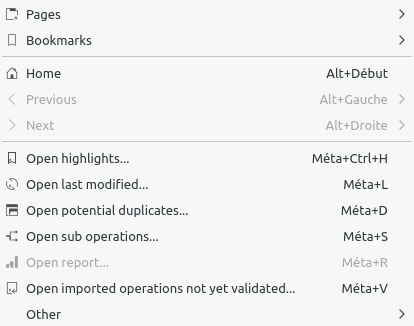 Pages
Bookmarks
Home Alt+Début
Previous Alt+Gauche
Next Alt+Droite
Open highlights... Méta+Ctrl+H
Open last modified... Méta+L
Open potential duplicates... Méta+D
Open sub operations... Méta+S
Open report... Méta+R
Open imported operations not yet validated... Méta+V
Other